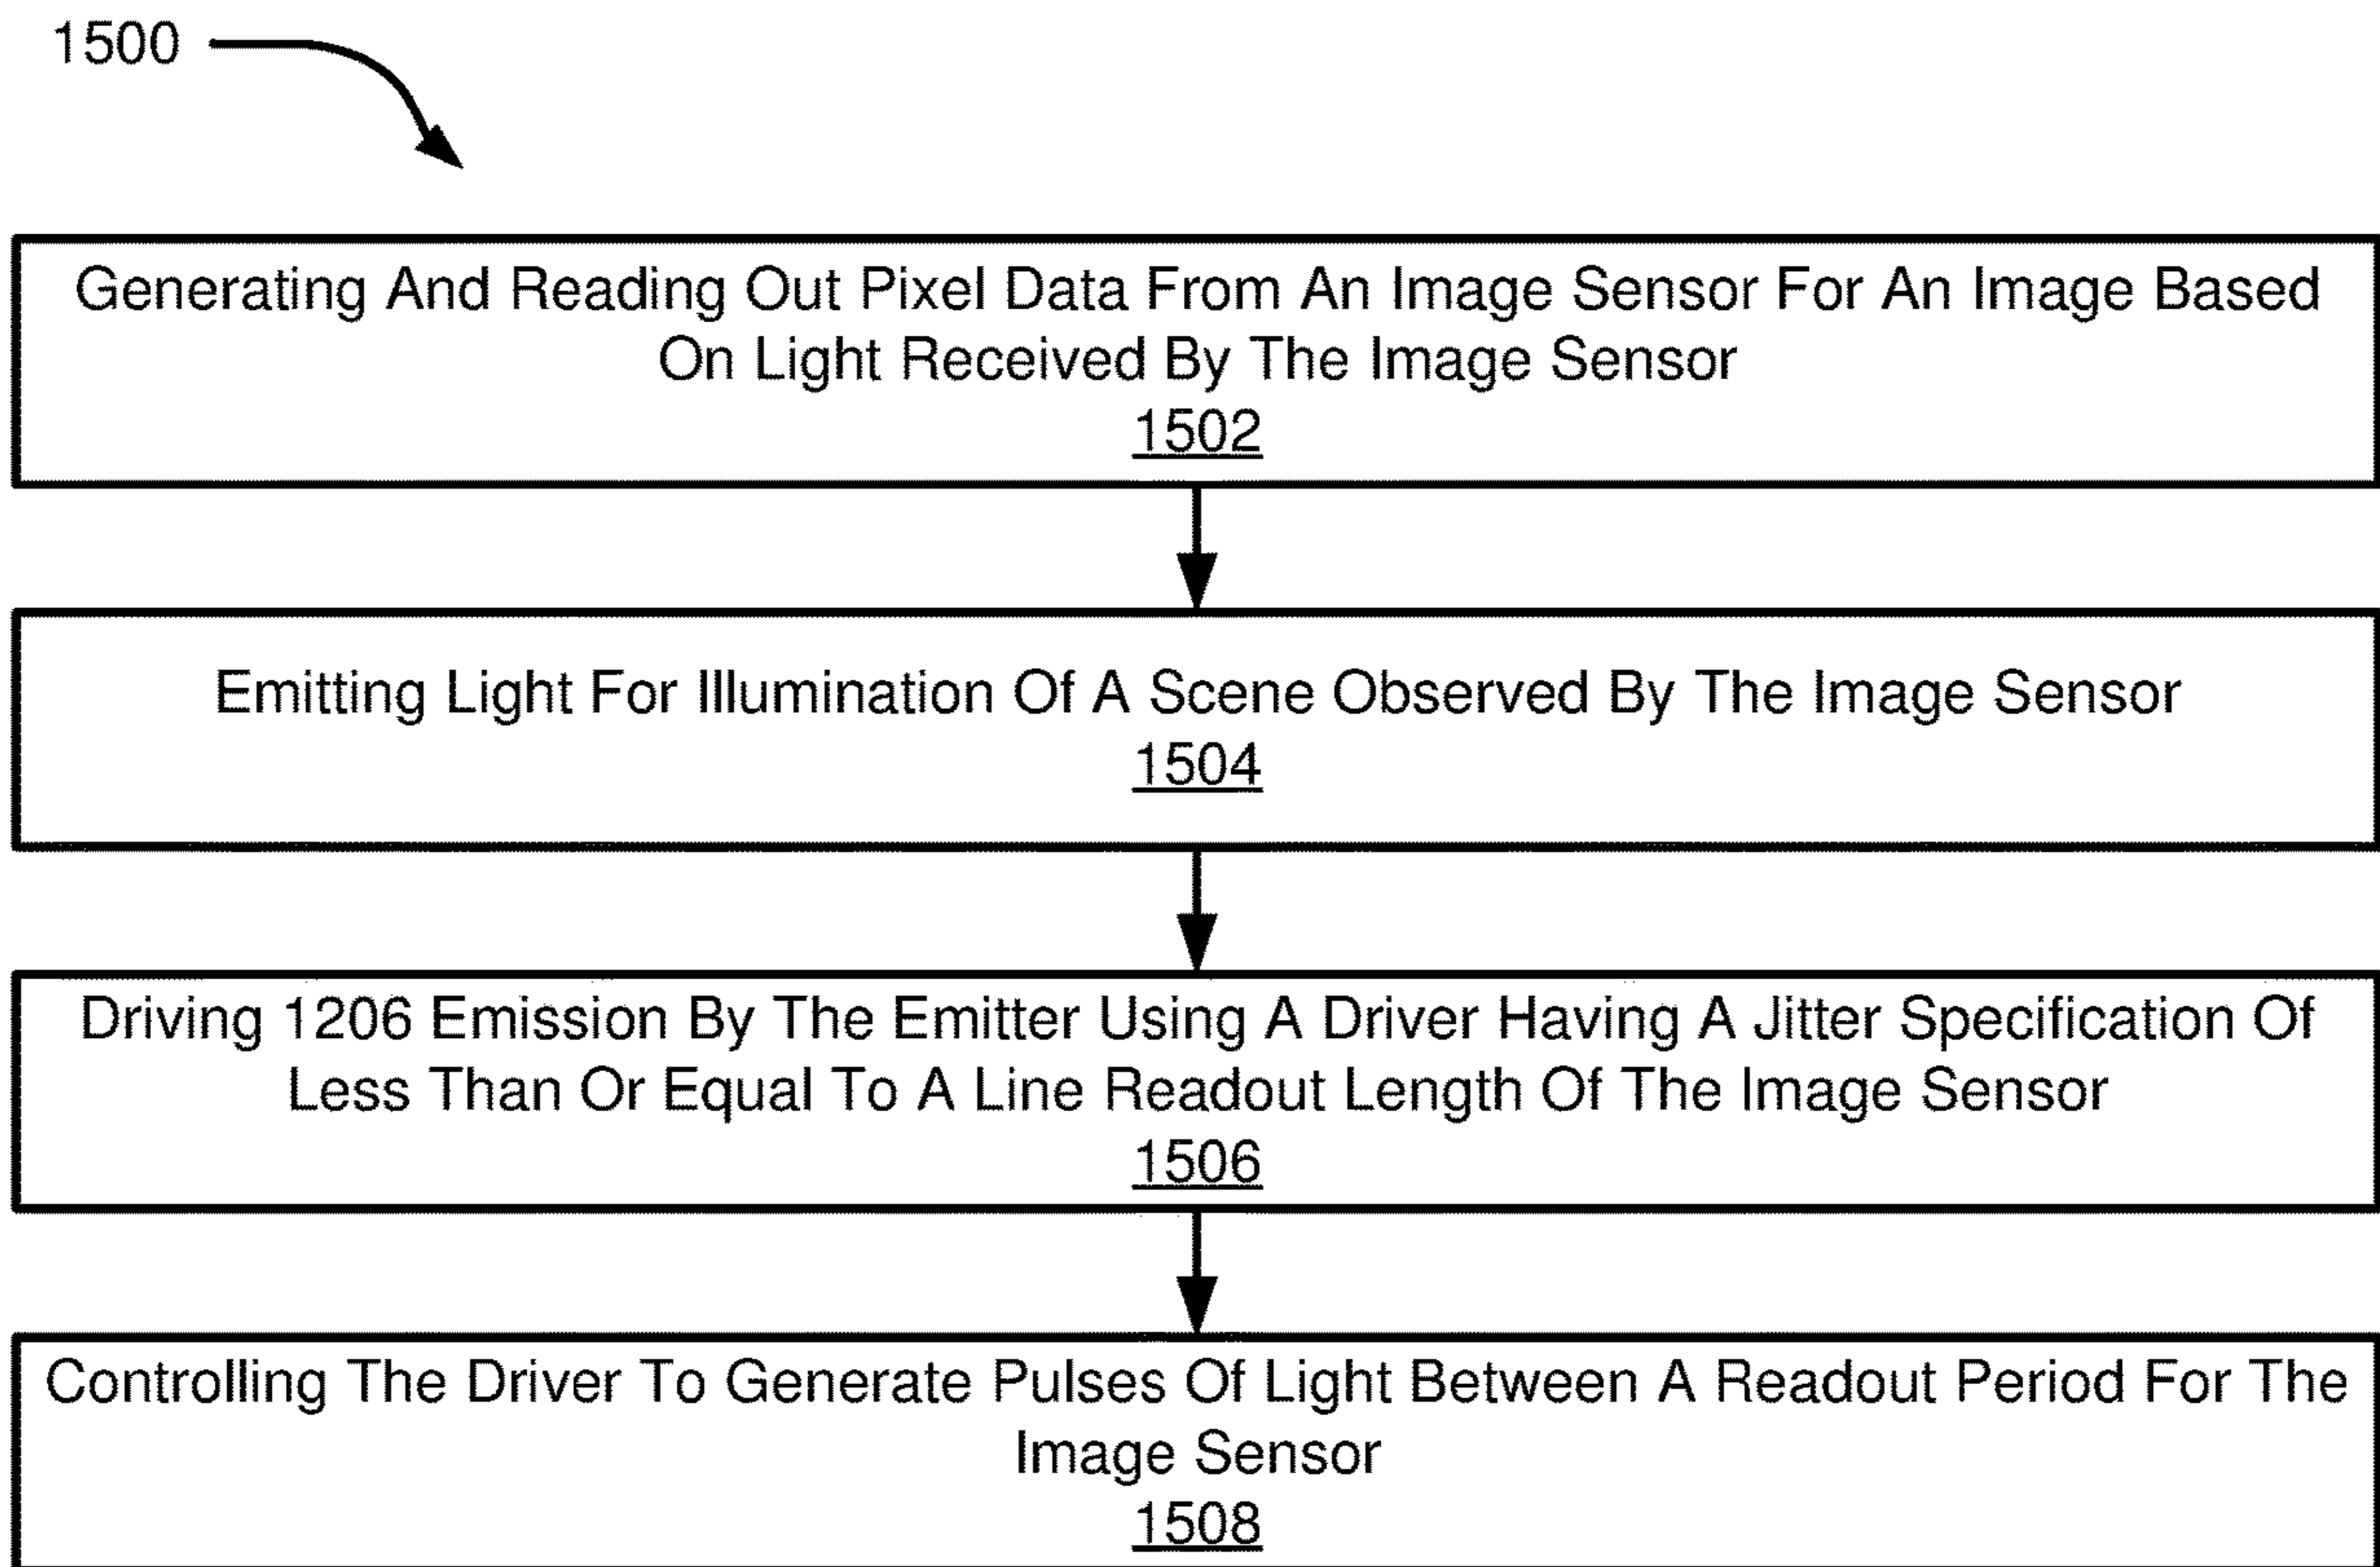 1500
Generating And Reading Out Pixel Data From An Image Sensor For An Image Based
On Light Received By The Image Sensor
1502
Emitting Light For Illumination Of A Scene Observed By The Image Sensor
1504
Driving 1206 Emission By The Emitter Using A Driver Having A Jitter Specification Of
Less Than Or Equal To A Line Readout Length Of The Image Sensor
1506
Controlling The Driver To Generate Pulses Of Light Between A Readout Period For The
Image Sensor
1508